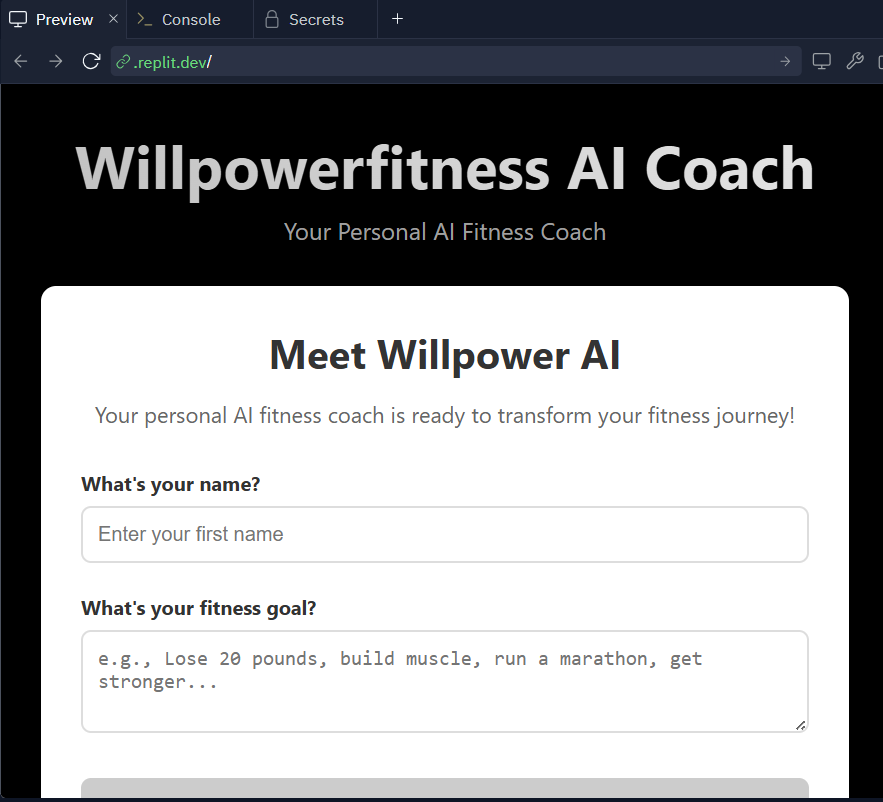 Preview
Console
Secrets
.replit.dev/
Willpowerfitness AI Coach
Your Personal AI Fitness Coach
Meet Willpower AI
Your personal AI fitness coach is ready to transform your fitness journey!
What's your name?
Enter your first name
What's your fitness goal?
e.g., Lose 20 pounds, build muscle, run a marathon, get
stronger...